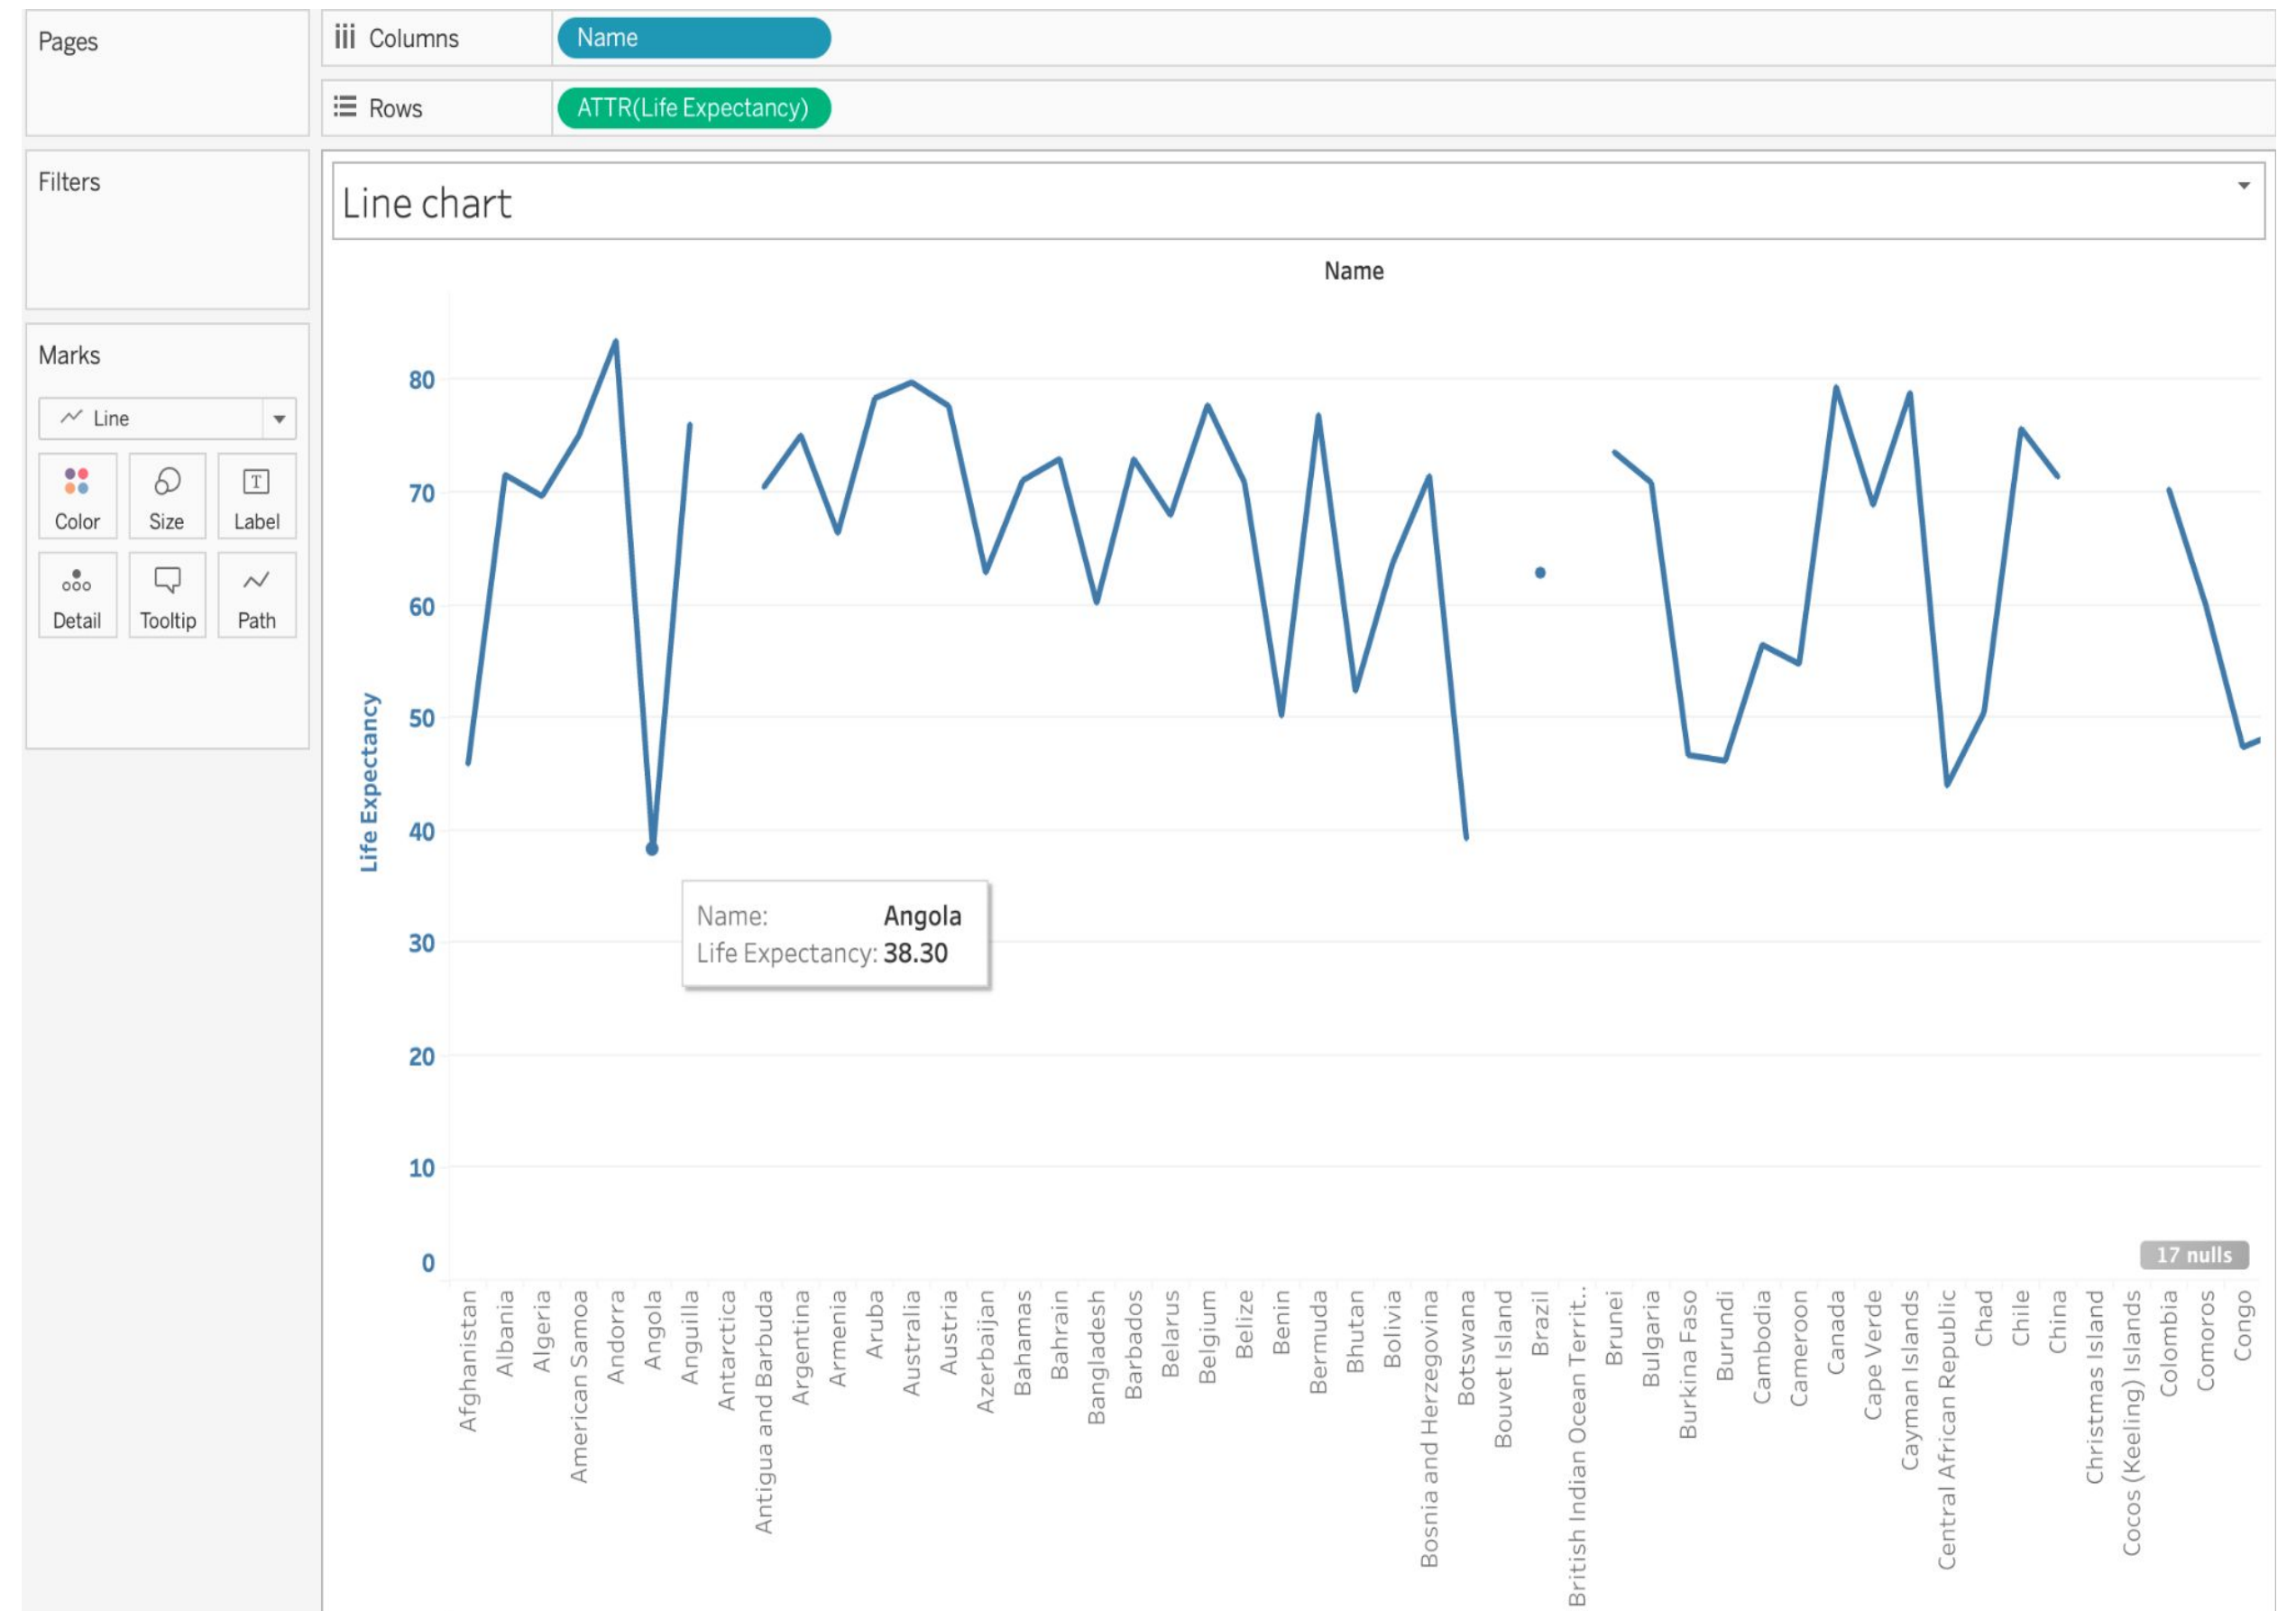 Pages
Columns
Name
Rows
ATTR(Life Expectancy)
Filters
Line chart
Name
Marks
Line
Color
Size
Label
Detail
Tooltip
Path
Life Expectancy
80
70
60
50
40
30
20
10
0
Name: Angola
Life Expectancy: 38.30
17 nulls
Afghanistan
Albania
Algeria
American Samoa
Andorra
Angola
Anguilla
Antarctica
Antigua and Barbuda
Argentina
Armenia
Aruba
Australia
Austria
Azerbaijan
Bahamas
Bahrain
Bangladesh
Barbados
Belarus
Belgium
Belize
Benin
Bermuda
Bhutan
Bolivia
Bosnia and Herzegovina
Botswana
Bouvet Island
Brazil
British Indian Ocean Territ..
Brunei
Bulgaria
Burkina Faso
Burundi
Cambodia
Cameroon
Canada
Cape Verde
Cayman Islands
Central African Republic
Chad
Chile
China
Christmas Island
Cocos (Keeling) Islands
Colombia
Comoros
Congo